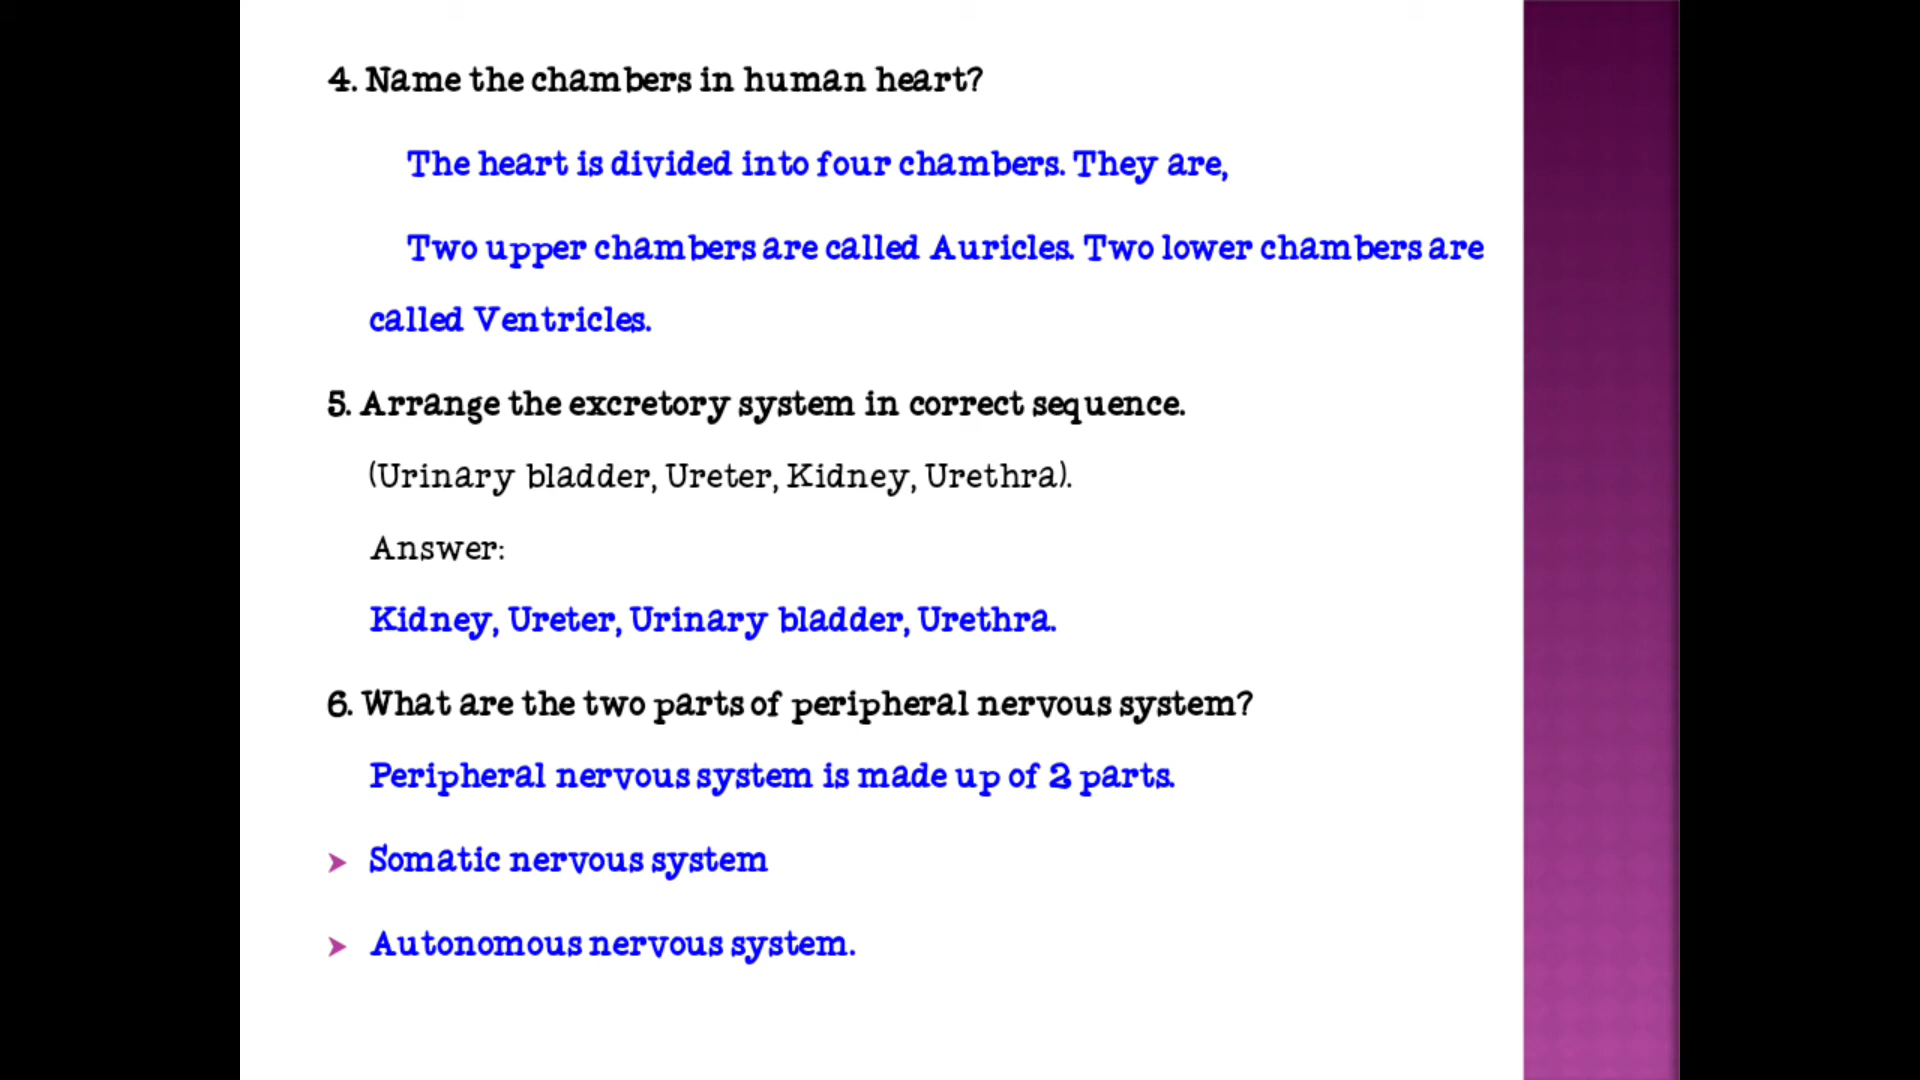 4. Name the chambers in human heart?
The heart is divided into four chambers. They are,
Two upper chambers are called Auricles. Two lower chambers are
called Ventricles.
5. Arrange the excretory system in correct sequence.
(Urinary bladder, Ureter, Kidney, Urethra).
Answer:
Kidney, Ureter, Urinary bladder, Urethra.
6. What are the two parts of peripheral nervous system?
Peripheral nervous system is made up of 2 parts.
➤ Somatic nervous system
➤ Autonomous nervous system.